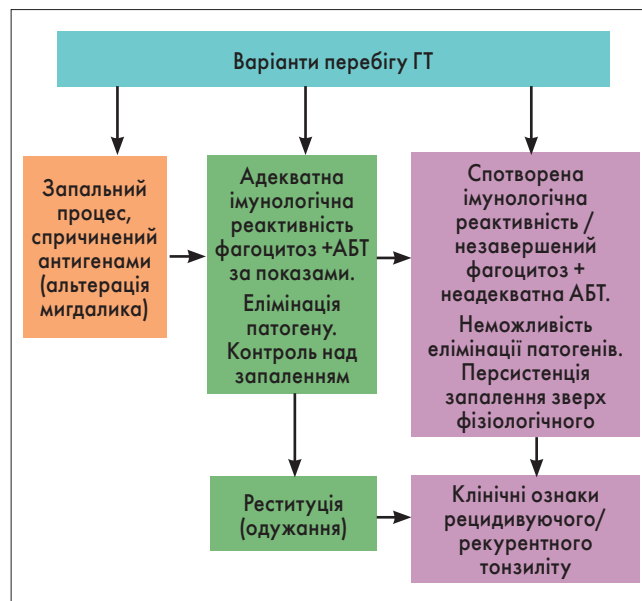 Варіанти перебігу ГТ
Запальний
процес,
спричинений
антигенами
(альтерація
мигдалика)
Адекватна
імунологічна
реактивність
фагоцитоз +АБТ
за показами.
Елімінація
патогену.
Контроль над
запаленням
Спотворена
імунологічна
реактивність /
незавершений
фагоцитоз +
неадекватна АБТ.
Неможливість
елімінації патогенів.
Персистенція
запалення зверх
фізіологічного
Реституція
(одужання)
Клінічні ознаки
рецидивуючого/
рекурентного
тонзиліту